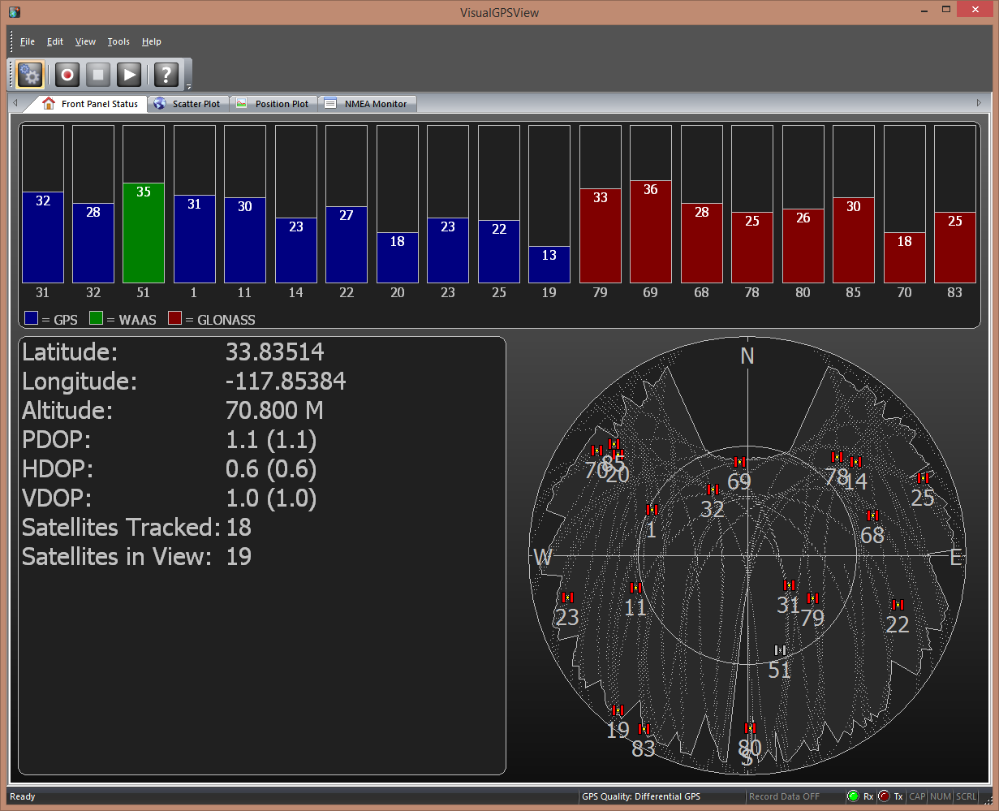 VisualGPSView
File Edit View Tools Help
?
Front Panel Status Scatter Plot Position Plot NMEA Monitor
32 28 35 31 30 23 27 18 23 22 13 33 36 28 25 26 30 18 25
31 32 51 1 11 14 22 20 23 25 19 79 69 68 78 80 85 70 83
= GPS = WAAS = GLONASS
Latitude: 33.83514
Longitude: -117.85384
Altitude: 70.800 M
PDOP: 1.1 (1.1)
HDOP: 0.6 (0.6)
VDOP: 1.0 (1.0)
Satellites Tracked: 18
Satellites in View: 19
N
70 85 20 69 78 14 25
32
1 68
W E
23 11 31 79 22
51
19 83 80
S
Ready GPS Quality: Differential GPS Record Data OFF Rx Tx CAP NUM SCRL